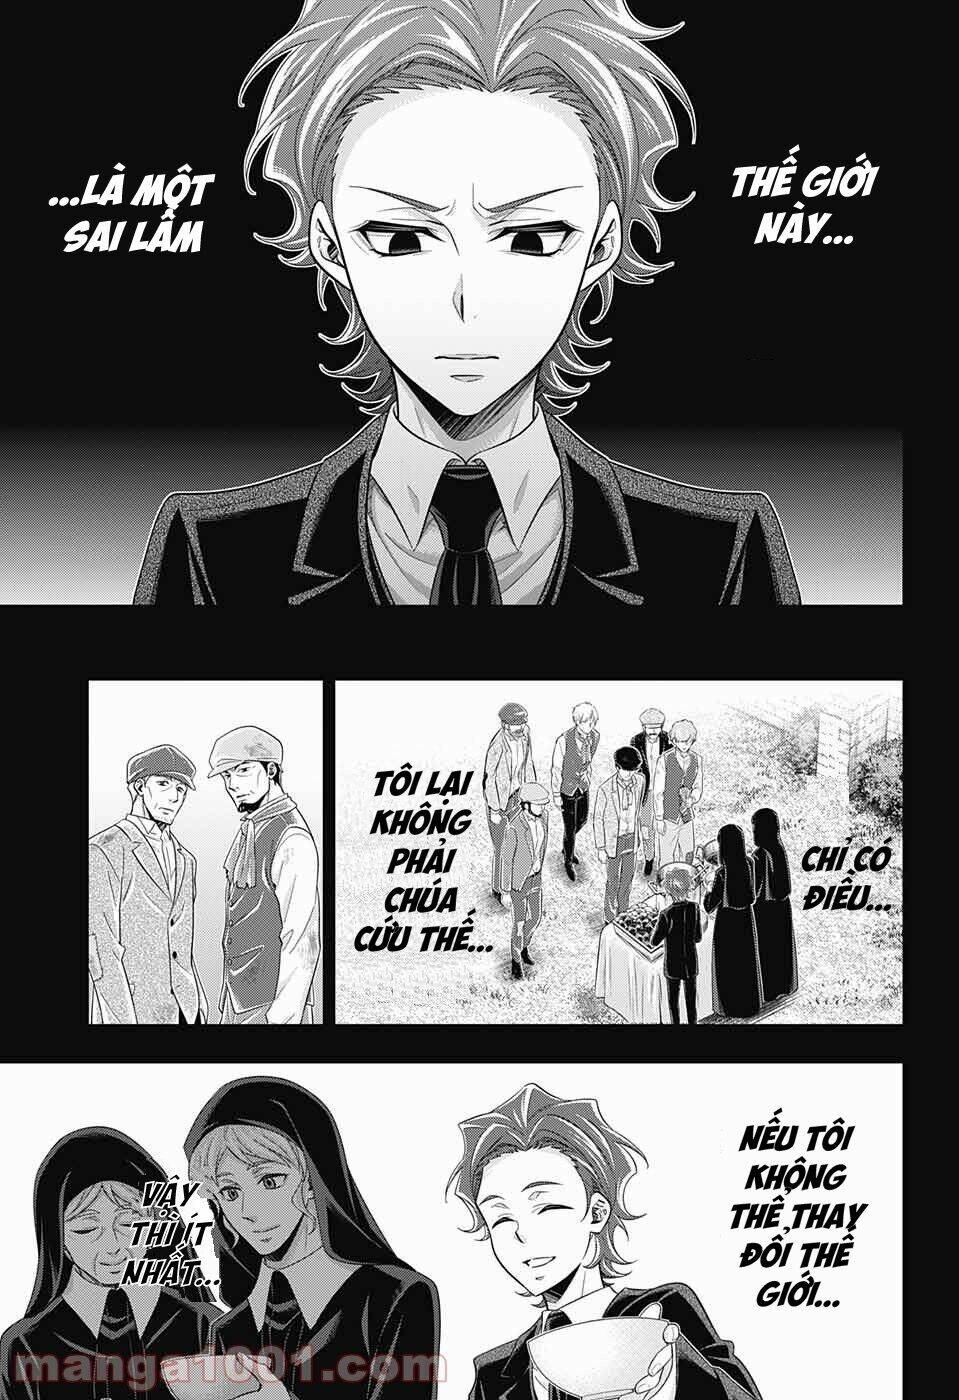 THẾ GIỚI
NÀY...
...LÀ MỘT
SAI LẦM
CHỈ CÓ
ĐIỀU...
TÔI LẠI
KHÔNG
PHẢI
CHÚA
CỨU THẾ...
NẾU TÔI
KHÔNG
THỂ THAY
ĐỔI THẾ
GIỚI...
VẬY
THÌ ÍT
NHẤT...
manga1001.com